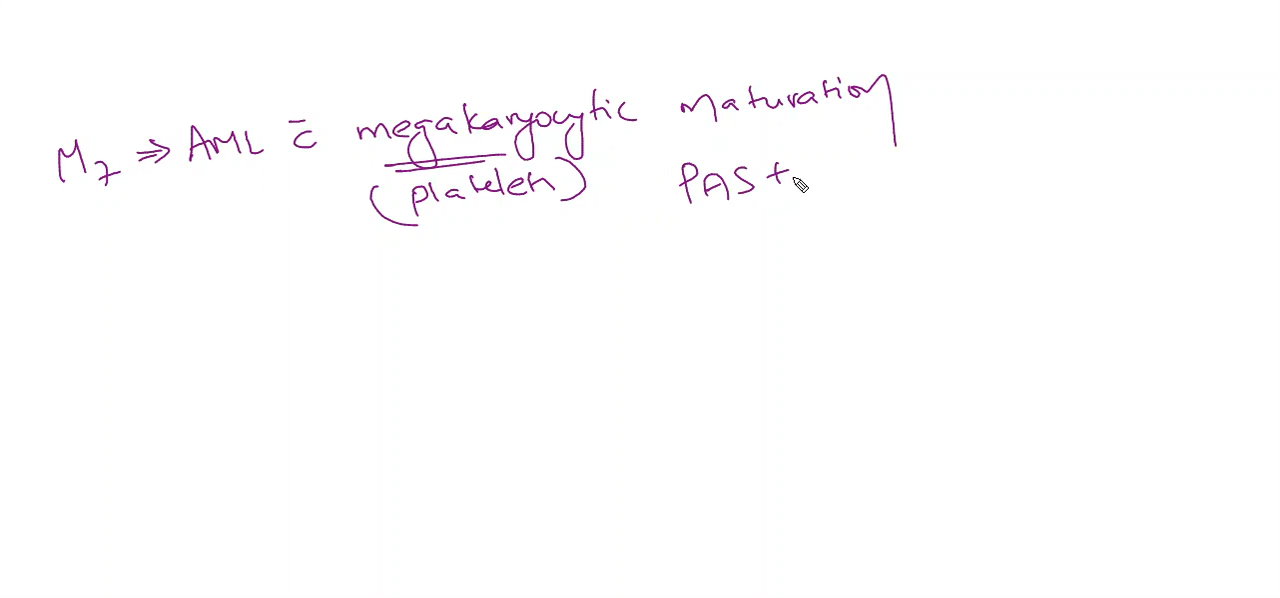 M7 ⇒ AML c̄ megakaryocytic maturation
(platelets) PAS +